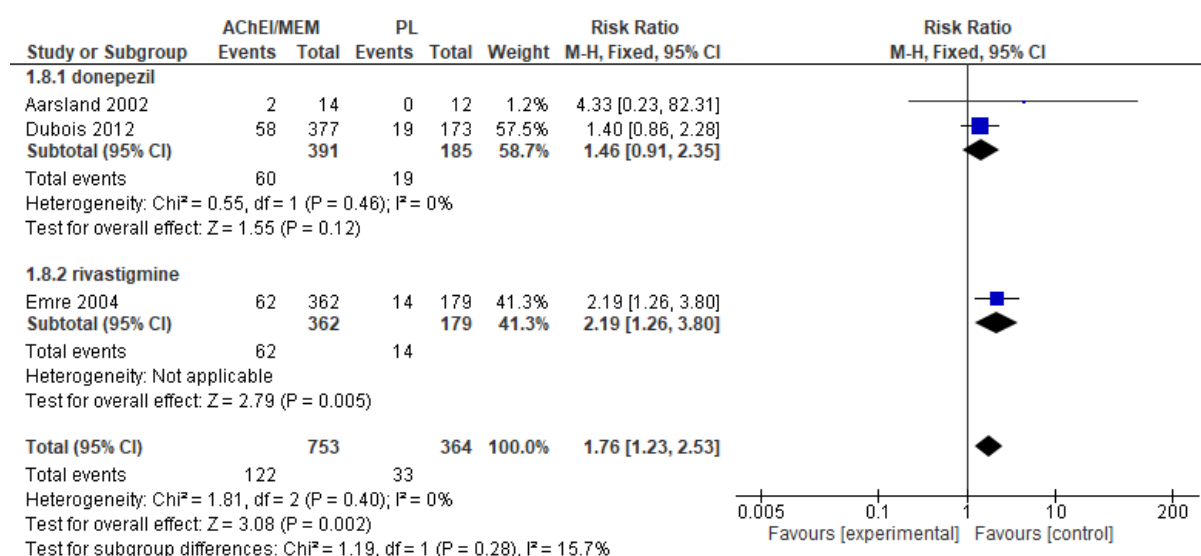 AChEI/MEM PL Risk Ratio Risk Ratio
Study or Subgroup Events Total Events Total Weight M-H, Fixed, 95% CI M-H, Fixed, 95% CI
1.8.1 donepezil
Aarsland 2002 2 14 0 12 1.2% 4.33 [0.23, 82.31]
Dubois 2012 58 377 19 173 57.5% 1.40 [0.86, 2.28]
Subtotal (95% CI) 391 185 58.7% 1.46 [0.91, 2.35]
Total events 60 19
Heterogeneity: Chi² = 0.55, df = 1 (P = 0.46); I² = 0%
Test for overall effect: Z = 1.55 (P = 0.12)
1.8.2 rivastigmine
Emre 2004 62 362 14 179 41.3% 2.19 [1.26, 3.80]
Subtotal (95% CI) 362 179 41.3% 2.19 [1.26, 3.80]
Total events 62 14
Heterogeneity: Not applicable
Test for overall effect: Z = 2.79 (P = 0.005)
Total (95% CI) 753 364 100.0% 1.76 [1.23, 2.53]
Total events 122 33
Heterogeneity: Chi² = 1.81, df = 2 (P = 0.40); I² = 0%
Test for overall effect: Z = 3.08 (P = 0.002)
Test for subgroup differences: Chi² = 1.19, df = 1 (P = 0.28), I² = 15.7%
0.005 0.1 1 10 200
Favours [experimental] Favours [control]